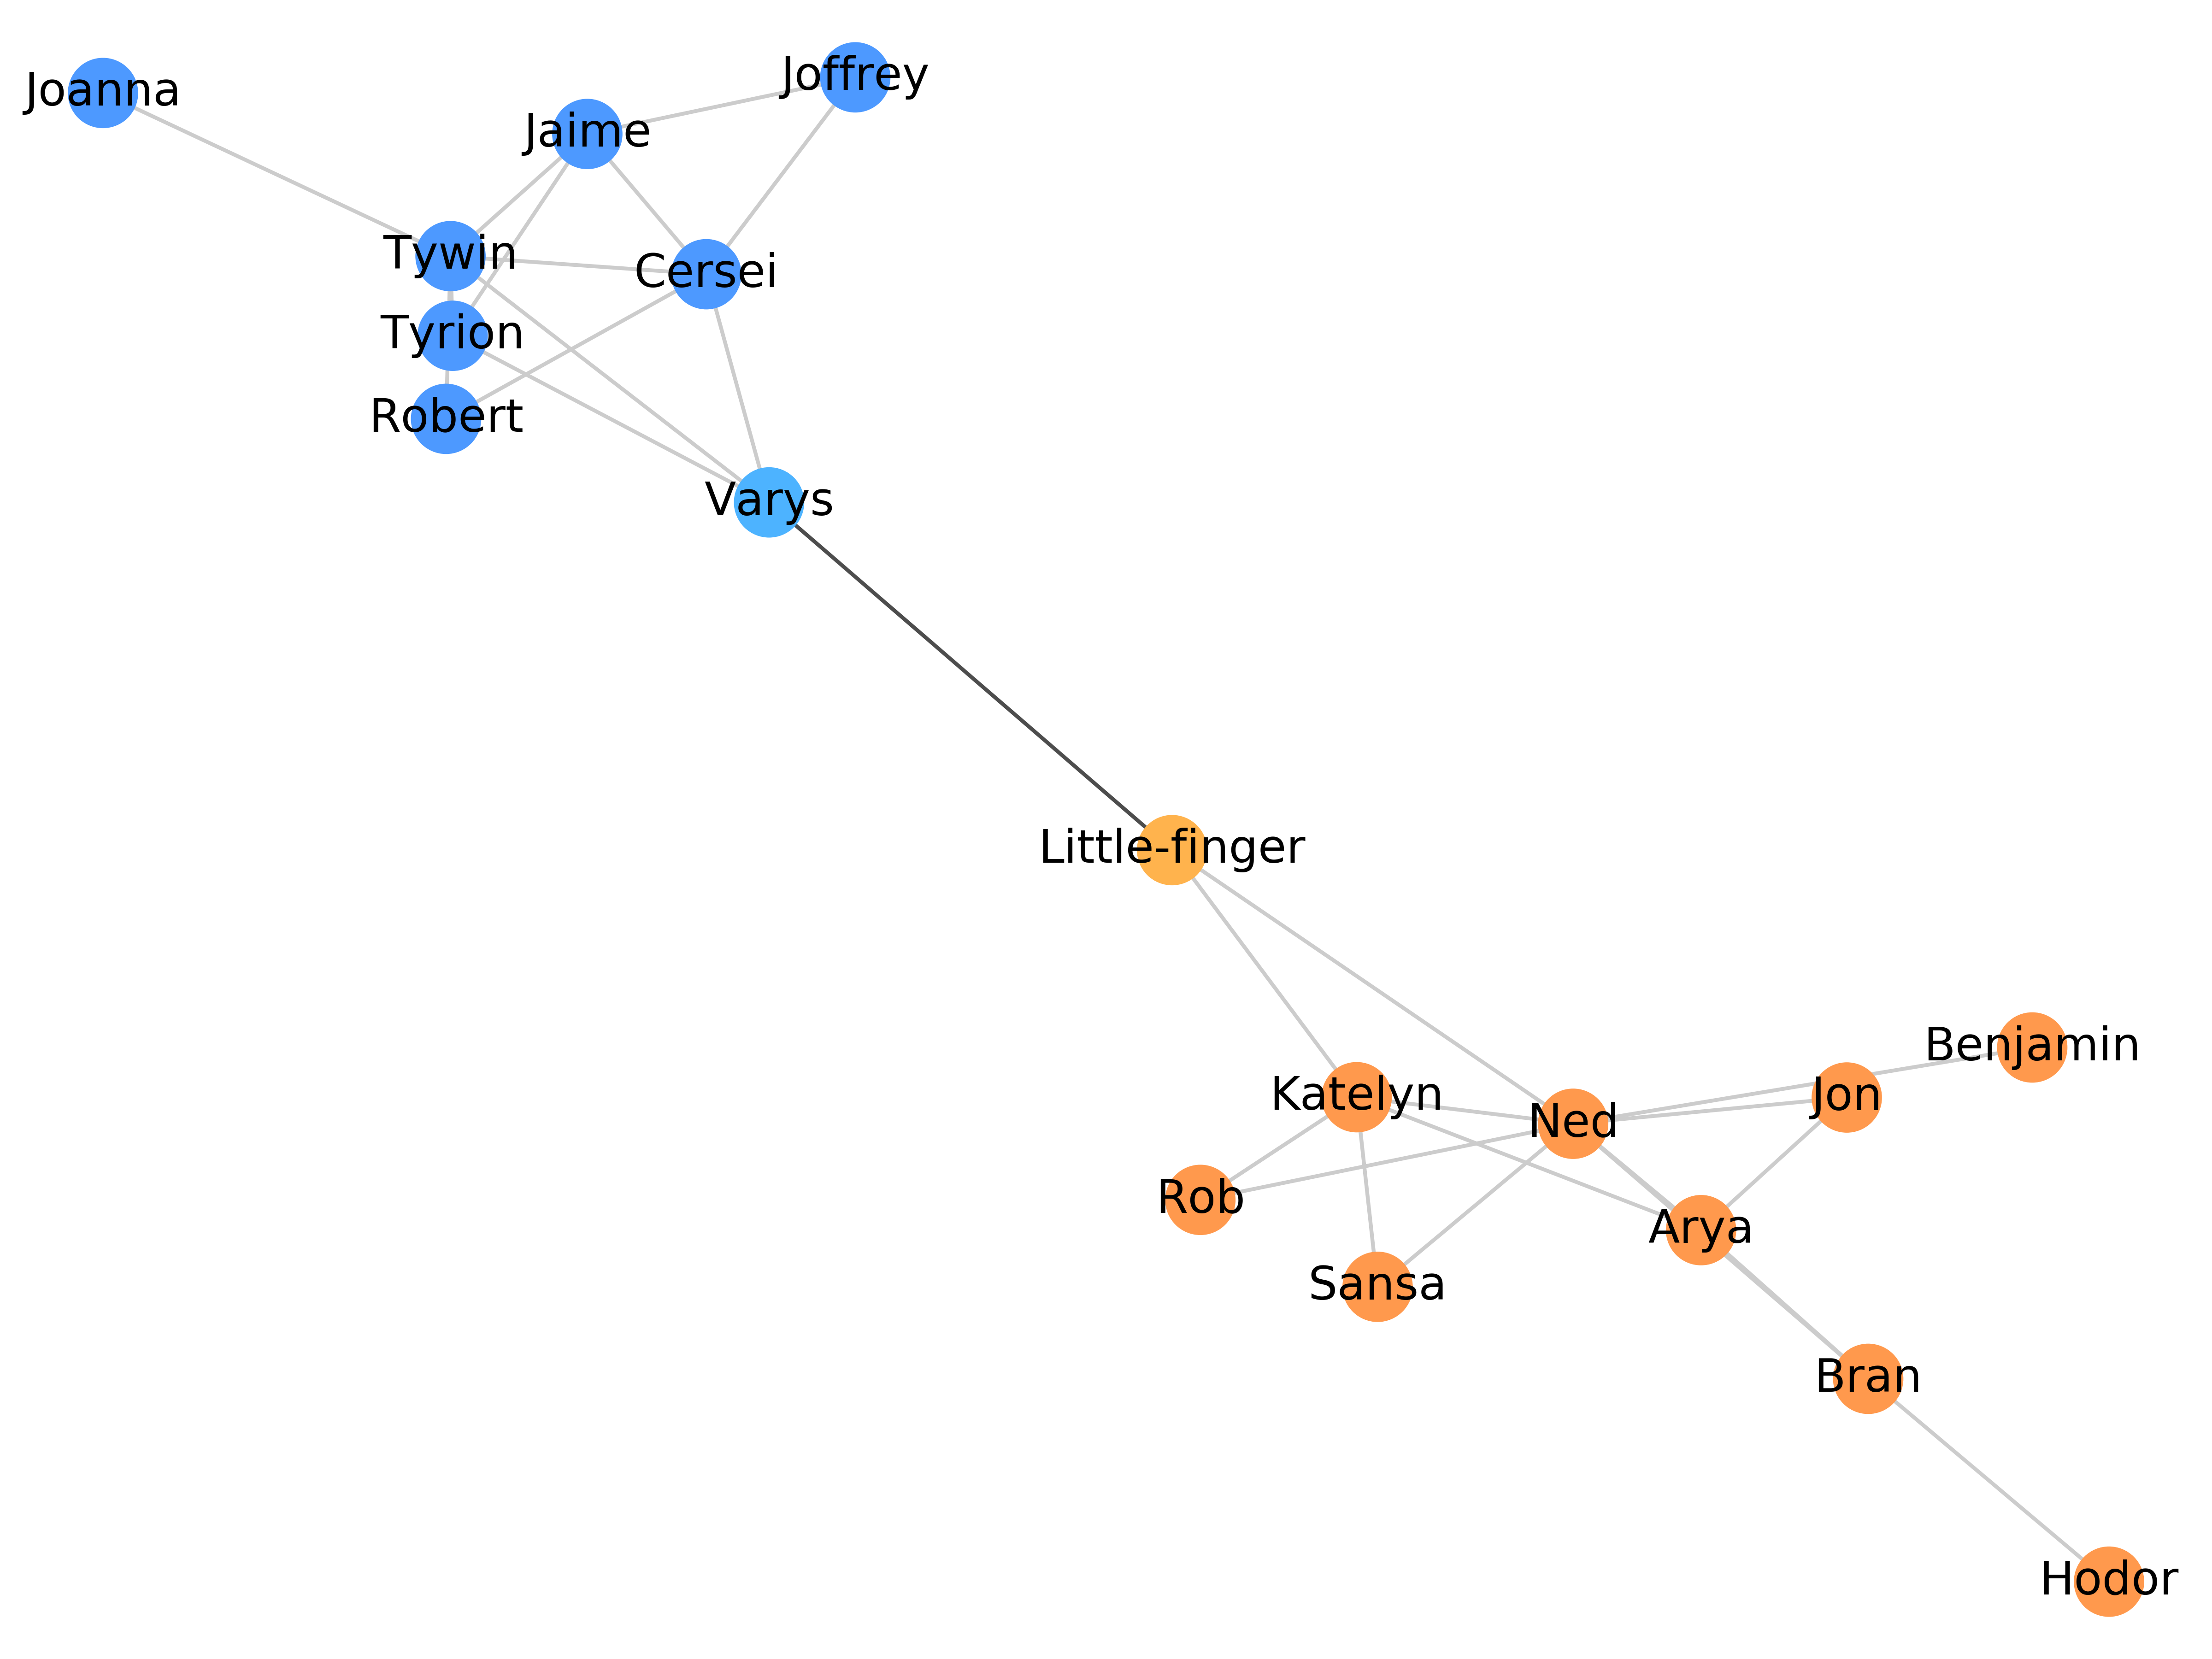 Joffrey
Joanna
Jaime
Tywin
Cersei
Tyrion
Robert
Varys
Little-finger
Benjamin
Katelyn
Jon
Ned
Rob
Arya
Sansa
Bran
Hodor